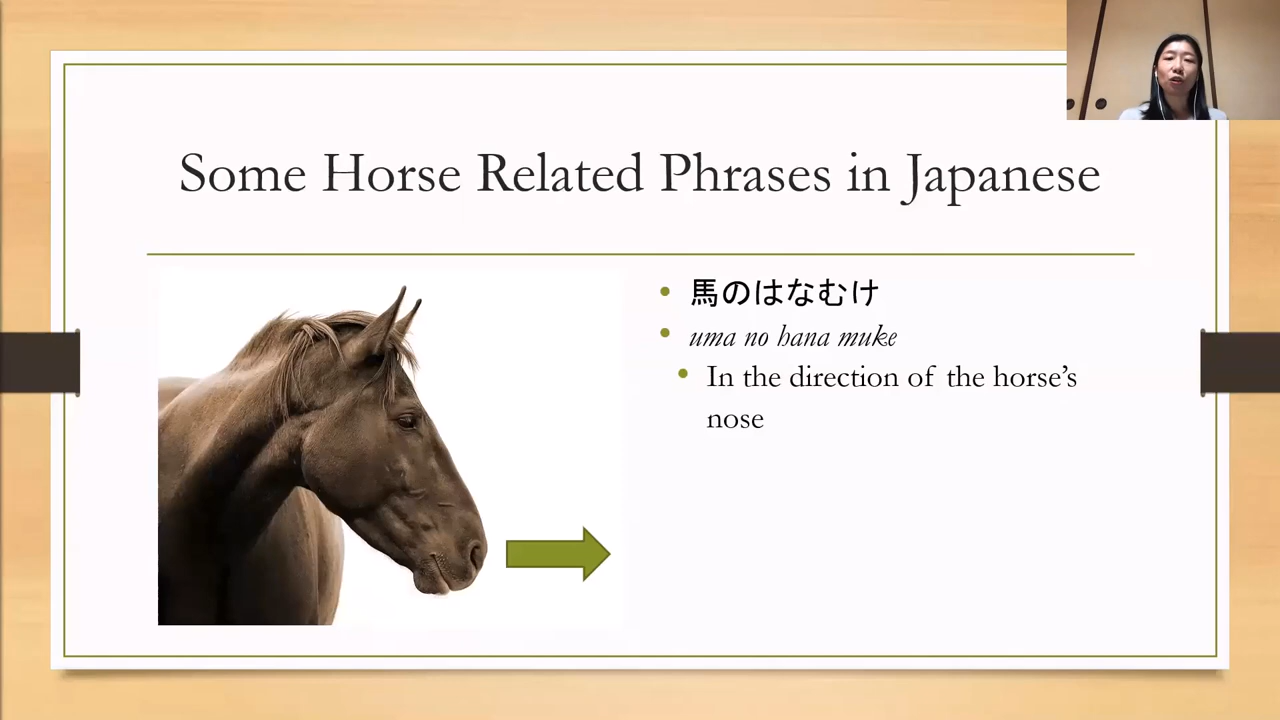 Some Horse Related Phrases in Japanese
馬のはなむけ
uma no hana muke
In the direction of the horse's
nose